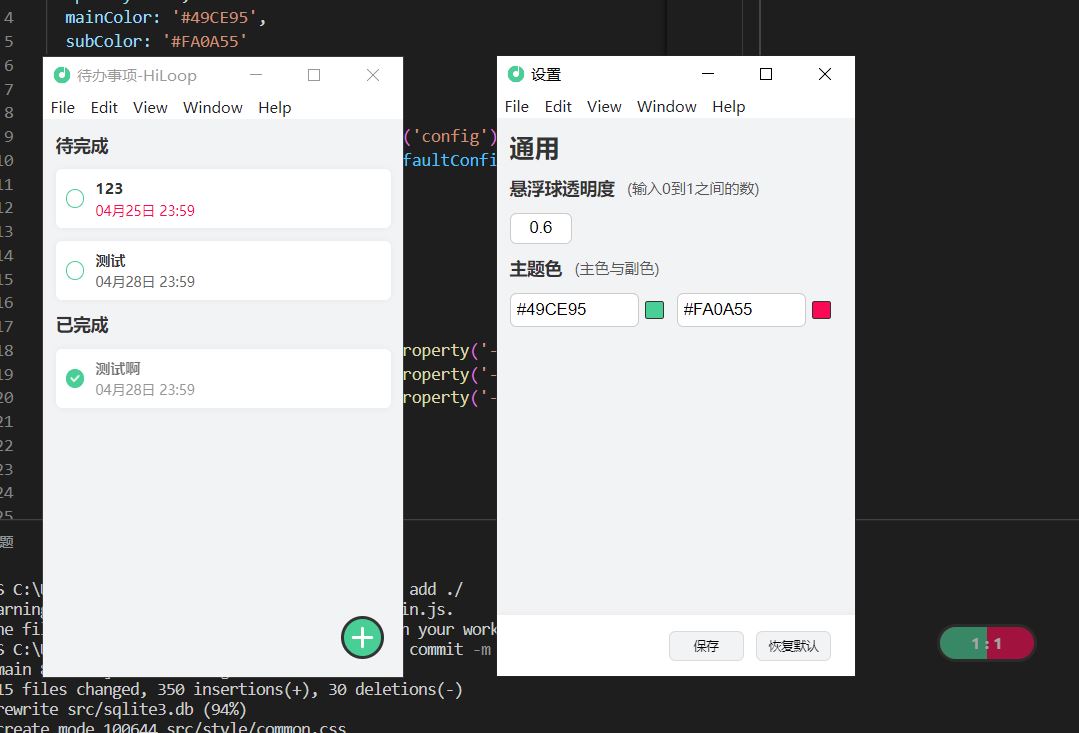 4 mainColor: '#49CE95',
5 subColor: '#FA0A55'
6
7
8
9 ('config')
10 faultConfi
11
12
13
14
15
16
17
18 roperty('-
19 roperty('-
20 roperty('-
21
22
23
24
25
待办事项-HiLoop
File Edit View Window Help
待完成
123
04月25日 23:59
测试
04月28日 23:59
已完成
测试啊
04月28日 23:59
设置
File Edit View Window Help
通用
悬浮球透明度 (输入0到1之间的数)
0.6
主题色 (主色与副色)
#49CE95 #FA0A55
保存 恢复默认
1 : 1
题
S C:\ add ./
arning in.js.
he fi n your work
S C:\ commit -m
main
15 files changed, 350 insertions(+), 30 deletions(-)
rewrite src/sqlite3.db (94%)
create mode 100644 src/style/common.css